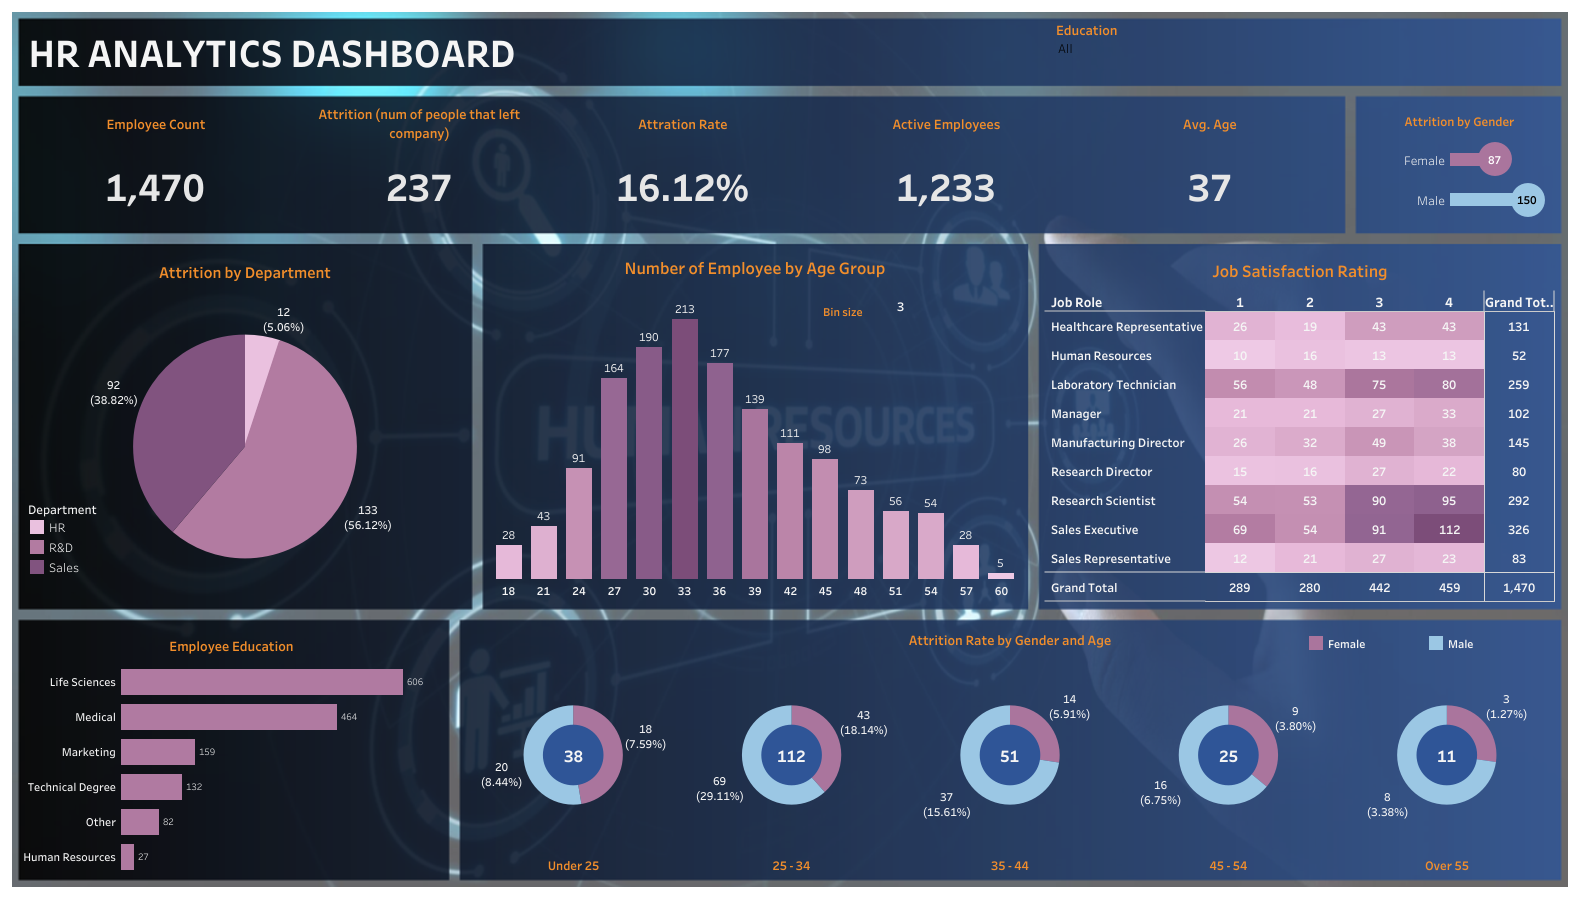 HR ANALYTICS DASHBOARD
Education
All
Employee Count
1,470
Attrition (num of people that left
company)
237
Attration Rate
16.12%
Active Employees
1,233
Avg. Age
37
Attrition by Gender
Female 87
Male 150
Attrition by Department
12
(5.06%)
92
(38.82%)
133
(56.12%)
Department
HR
R&D
Sales
Number of Employee by Age Group
Bin size 3
28 43 91 164 190 213 177 139 111 98 73 56 54 28 5
18 21 24 27 30 33 36 39 42 45 48 51 54 57 60
HUMAN RESOURCES
Job Satisfaction Rating
Job Role 1 2 3 4 Grand Tot..
Healthcare Representative 26 19 43 43 131
Human Resources 10 16 13 13 52
Laboratory Technician 56 48 75 80 259
Manager 21 21 27 33 102
Manufacturing Director 26 32 49 38 145
Research Director 15 16 27 22 80
Research Scientist 54 53 90 95 292
Sales Executive 69 54 91 112 326
Sales Representative 12 21 27 23 83
Grand Total 289 280 442 459 1,470
Employee Education
Life Sciences 606
Medical 464
Marketing 159
Technical Degree 132
Other 82
Human Resources 27
Attrition Rate by Gender and Age
Female
Male
38
18
(7.59%)
20
(8.44%)
Under 25
112
43
(18.14%)
69
(29.11%)
25 - 34
51
14
(5.91%)
37
(15.61%)
35 - 44
25
9
(3.80%)
16
(6.75%)
45 - 54
11
3
(1.27%)
8
(3.38%)
Over 55